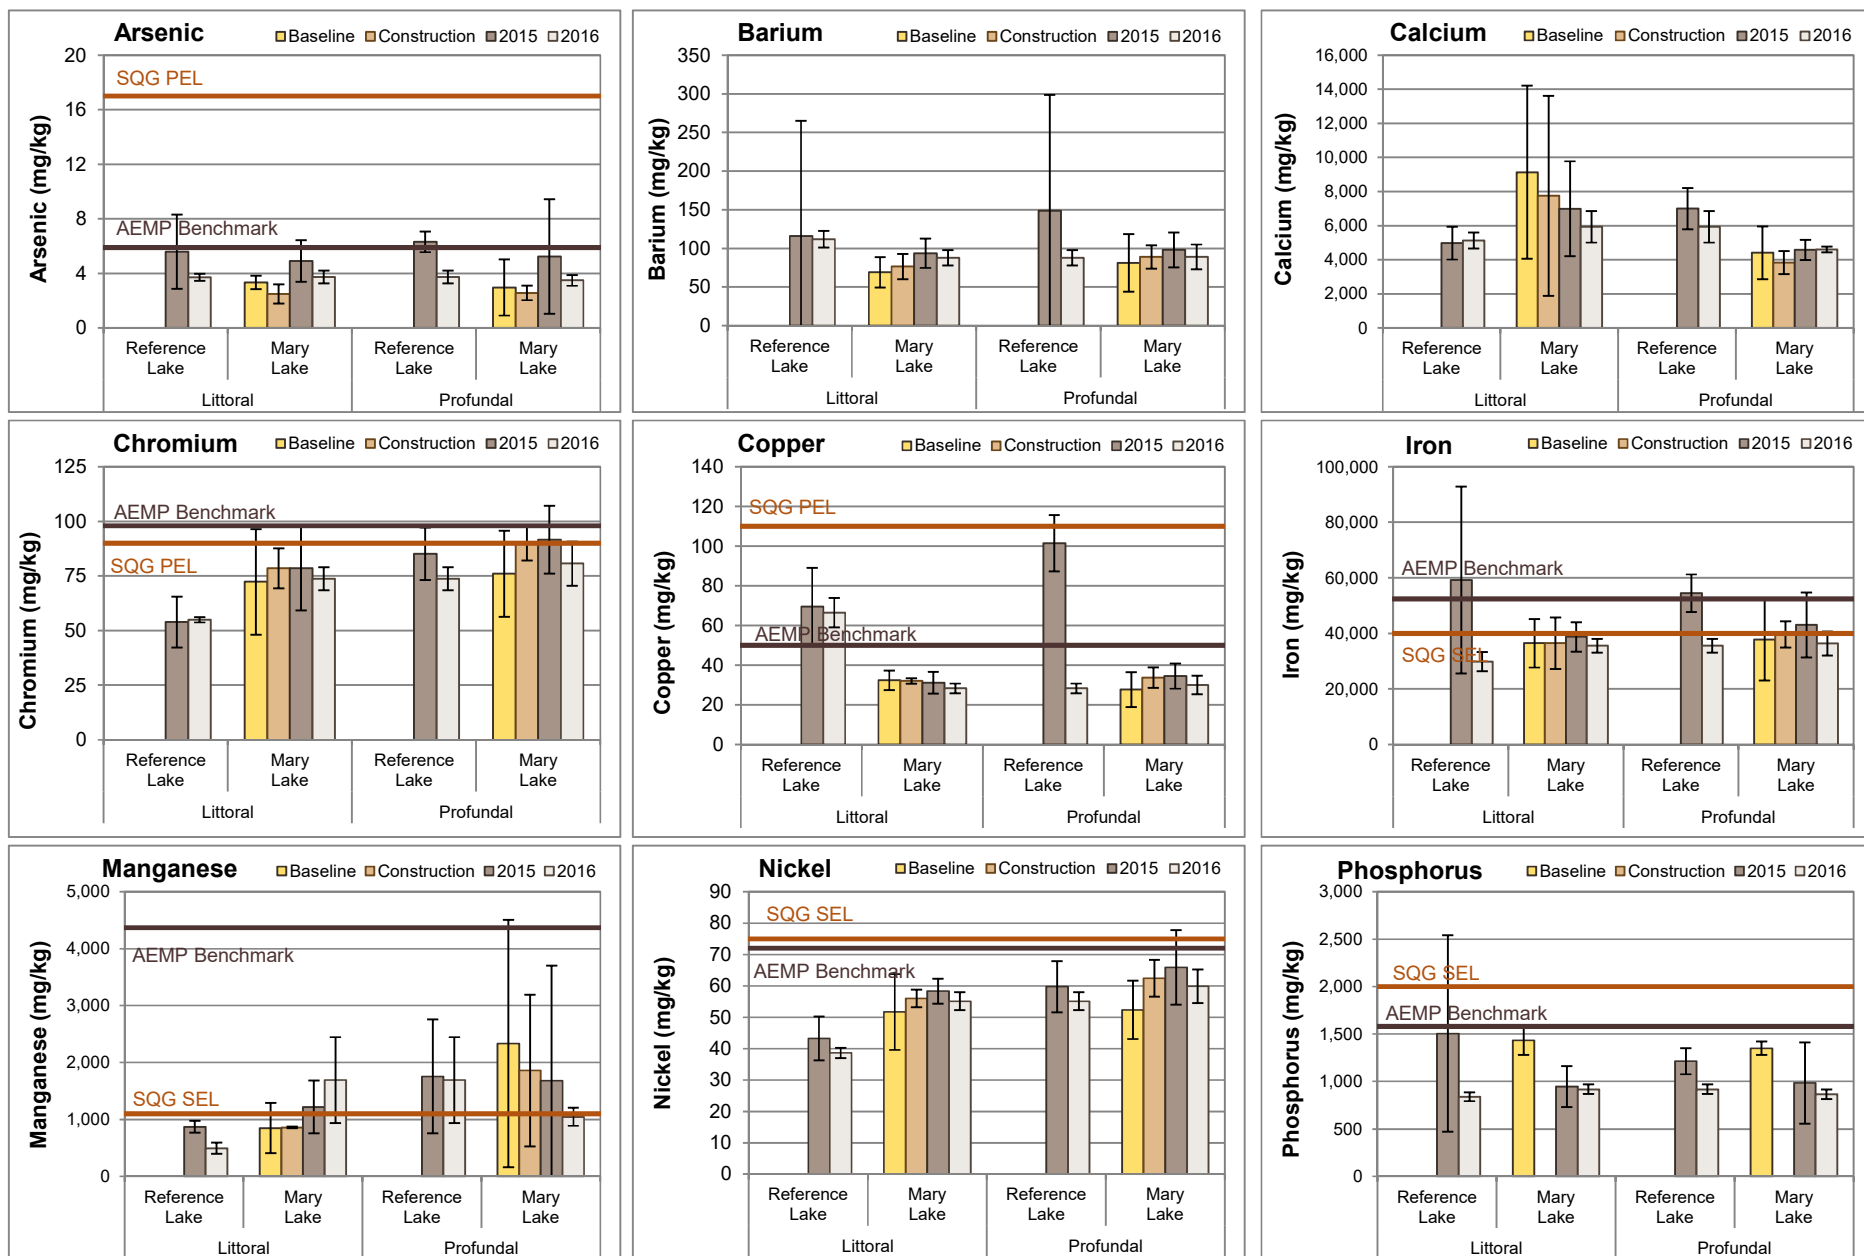 Arsenic
Baseline Construction 2015 2016
Arsenic (mg/kg)
20
16
12
8
4
0
SQG PEL
AEMP Benchmark
Reference Lake
Mary Lake
Reference Lake
Mary Lake
Littoral
Profundal
Barium
Baseline Construction 2015 2016
Barium (mg/kg)
350
300
250
200
150
100
50
0
Reference Lake
Mary Lake
Reference Lake
Mary Lake
Littoral
Profundal
Calcium
Baseline Construction 2015 2016
Calcium (mg/kg)
16,000
14,000
12,000
10,000
8,000
6,000
4,000
2,000
0
Reference Lake
Mary Lake
Reference Lake
Mary Lake
Littoral
Profundal
Chromium
Baseline Construction 2015 2016
Chromium (mg/kg)
125
100
75
50
25
0
AEMP Benchmark
SQG PEL
Reference Lake
Mary Lake
Reference Lake
Mary Lake
Littoral
Profundal
Copper
Baseline Construction 2015 2016
Copper (mg/kg)
140
120
100
80
60
40
20
0
SQG PEL
AEMP Benchmark
Reference Lake
Mary Lake
Reference Lake
Mary Lake
Littoral
Profundal
Iron
Baseline Construction 2015 2016
Iron (mg/kg)
100,000
80,000
60,000
40,000
20,000
0
AEMP Benchmark
SQG SEL
Reference Lake
Mary Lake
Reference Lake
Mary Lake
Littoral
Profundal
Manganese
Baseline Construction 2015 2016
Manganese (mg/kg)
5,000
4,000
3,000
2,000
1,000
0
AEMP Benchmark
SQG SEL
Reference Lake
Mary Lake
Reference Lake
Mary Lake
Littoral
Profundal
Nickel
Baseline Construction 2015 2016
Nickel (mg/kg)
90
80
70
60
50
40
30
20
10
0
SQG SEL
AEMP Benchmark
Reference Lake
Mary Lake
Reference Lake
Mary Lake
Littoral
Profundal
Phosphorus
Baseline Construction 2015 2016
Phosphorus (mg/kg)
3,000
2,500
2,000
1,500
1,000
500
0
SQG SEL
AEMP Benchmark
Reference Lake
Mary Lake
Reference Lake
Mary Lake
Littoral
Profundal